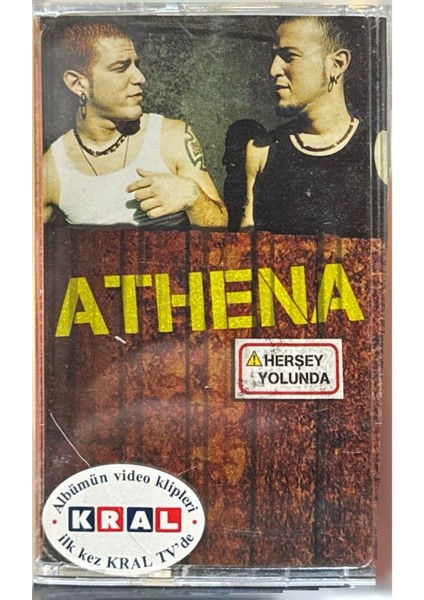 ATHENA
⚠ HERŞEY
YOLUNDA
Albümün video klipleri
KRAL
ilk kez KRAL TV'de